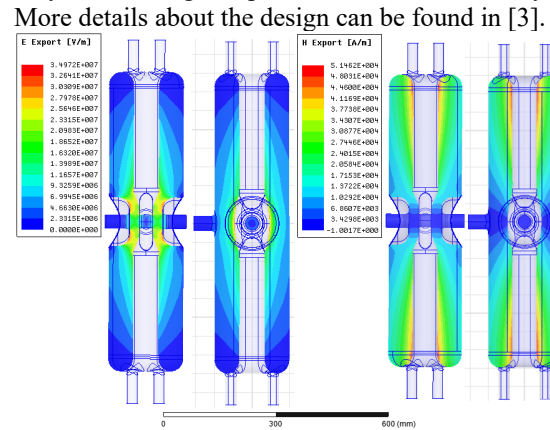 More details about the design can be found in [3].
E Export [V/m]
3.4972E+007
3.2641E+007
3.0309E+007
2.7978E+007
2.5646E+007
2.3315E+007
2.0983E+007
1.8652E+007
1.6320E+007
1.3989E+007
1.1657E+007
9.3259E+006
6.9945E+006
4.6630E+006
2.3315E+006
0.0000E+000
H Export [A/m]
5.1462E+004
4.8031E+004
4.4600E+004
4.1169E+004
3.7738E+004
3.4307E+004
3.0877E+004
2.7446E+004
2.4015E+004
2.0584E+004
1.7153E+004
1.3722E+004
1.0292E+004
6.8607E+003
3.4298E+003
-1.0017E+000
0 300 600 (mm)